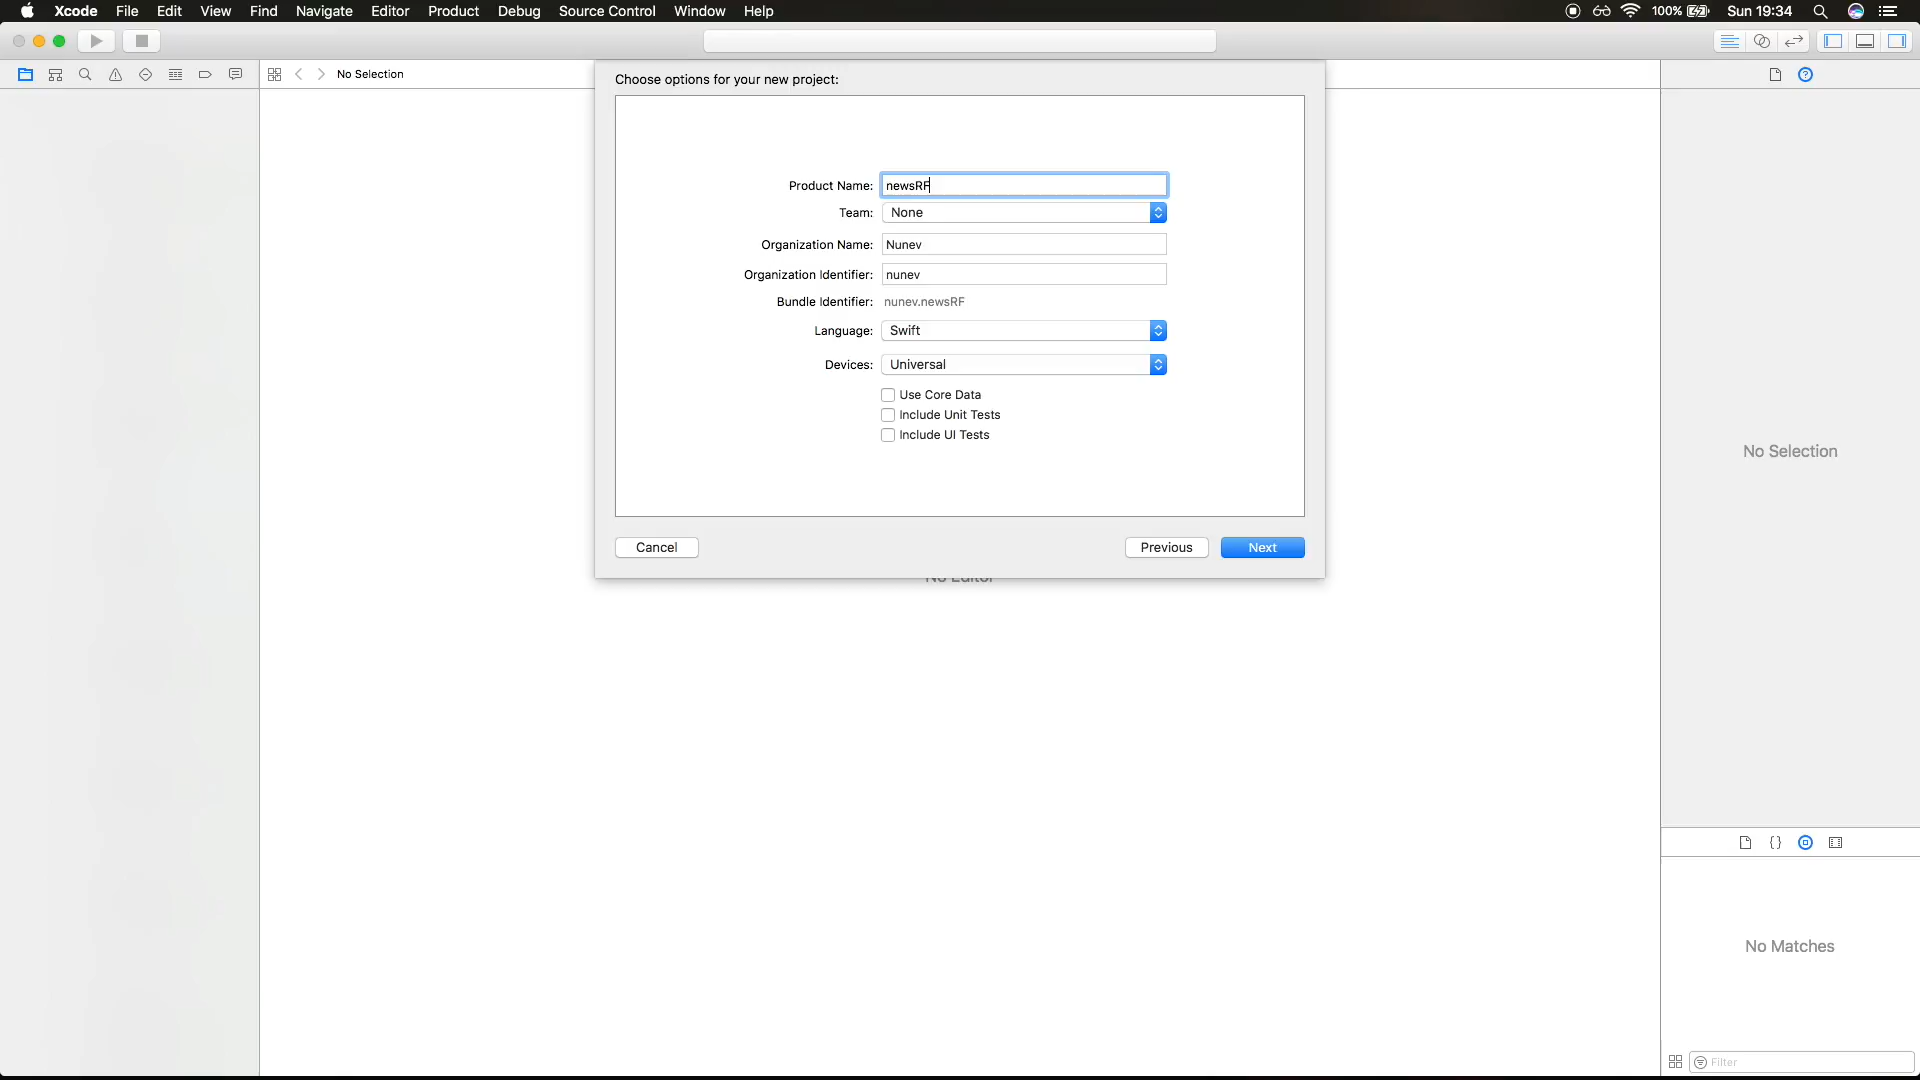 Xcode File Edit View Find Navigate Editor Product Debug Source Control Window Help 100% Sun 19:34
No Selection
Choose options for your new project:
Product Name: newsRF
Team: None
Organization Name: Nunev
Organization Identifier: nunev
Bundle Identifier: nunev.newsRF
Language: Swift
Devices: Universal
Use Core Data
Include Unit Tests
Include UI Tests
Cancel Previous Next
No Editor
No Selection
No Matches
Filter